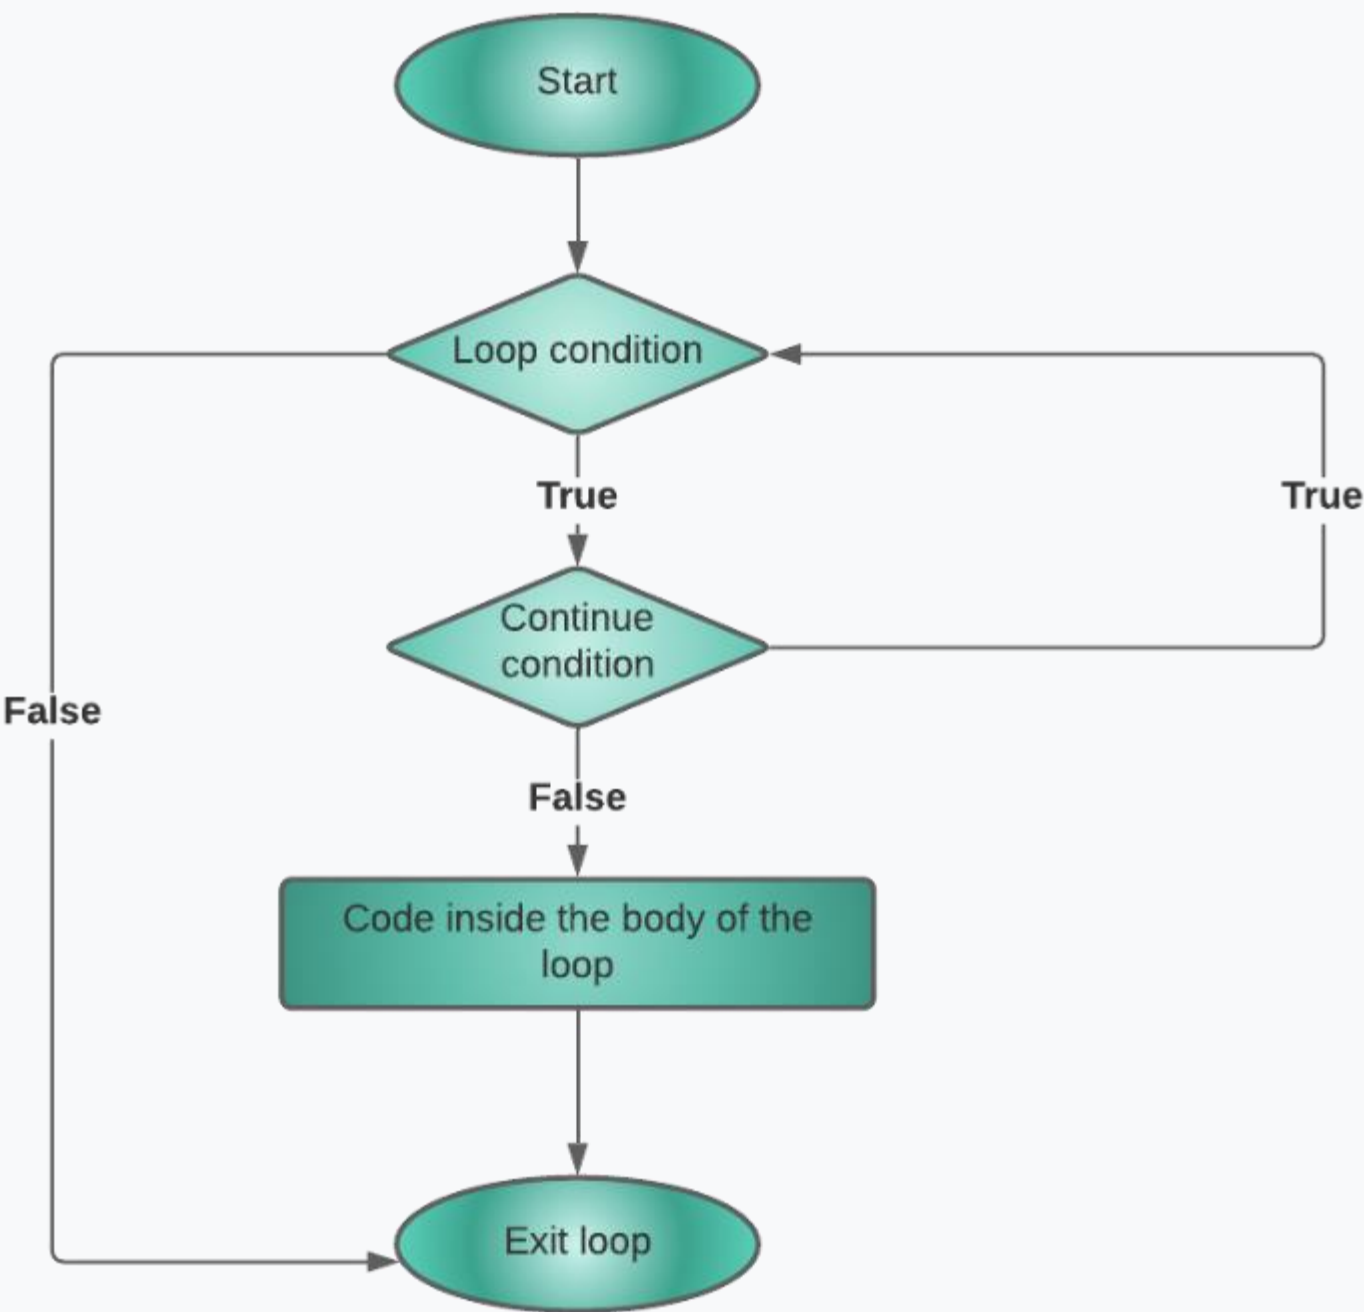 Start
Loop condition
True
True
Continue
condition
False
False
Code inside the body of the
loop
Exit loop